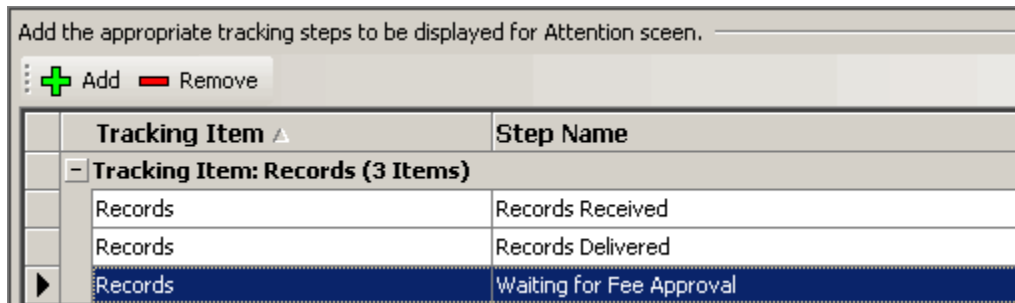 Add the appropriate tracking steps to be displayed for Attention sceen.
Add Remove
Tracking Item Step Name
Tracking Item: Records (3 Items)
Records Records Received
Records Records Delivered
Records Waiting for Fee Approval